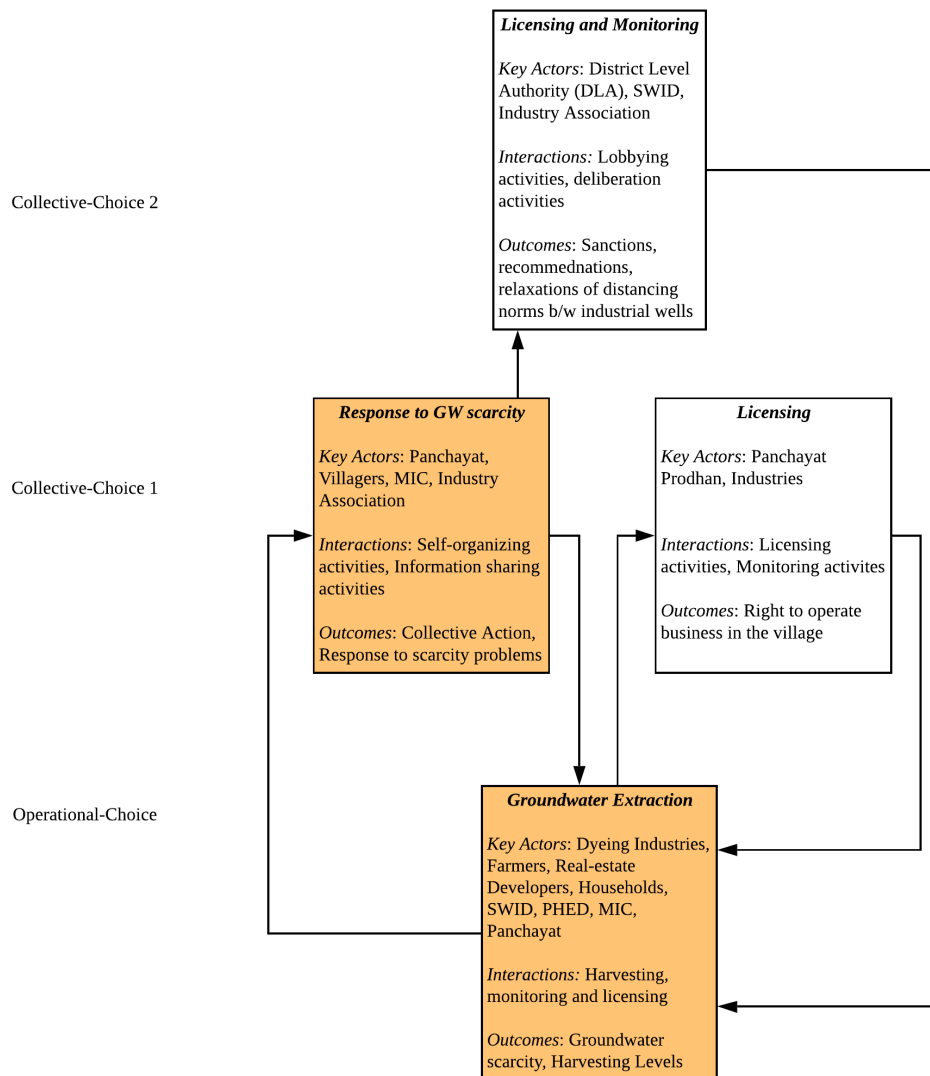 Licensing and Monitoring
Key Actors: District Level
Authority (DLA), SWID,
Industry Association
Interactions: Lobbying
activities, deliberation
activities
Outcomes: Sanctions,
recommednations,
relaxations of distancing
norms b/w industrial wells
Collective-Choice 2
Collective-Choice 1
Response to GW scarcity
Key Actors: Panchayat,
Villagers, MIC, Industry
Association
Interactions: Self-organizing
activities, Information sharing
activities
Outcomes: Collective Action,
Response to scarcity problems
Licensing
Key Actors: Panchayat
Prodhan, Industries
Interactions: Licensing
activities, Monitoring activites
Outcomes: Right to operate
business in the village
Operational-Choice
Groundwater Extraction
Key Actors: Dyeing Industries,
Farmers, Real-estate
Developers, Households,
SWID, PHED, MIC,
Panchayat
Interactions: Harvesting,
monitoring and licensing
Outcomes: Groundwater
scarcity, Harvesting Levels